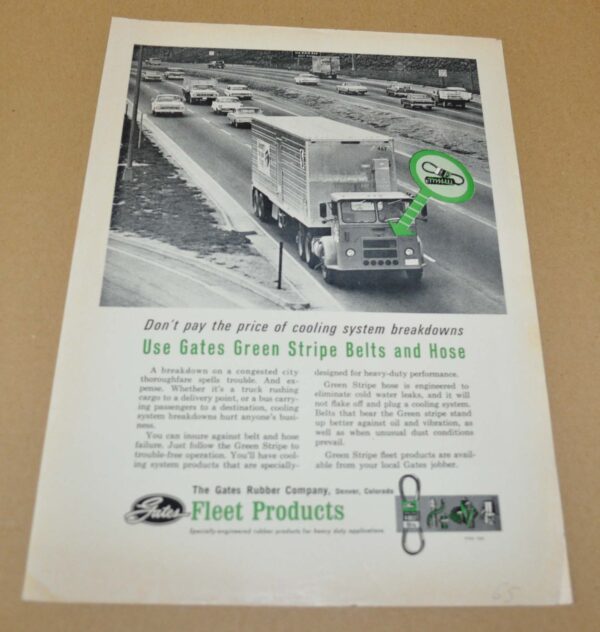 Don't pay the price of cooling system breakdowns
Use Gates Green Stripe Belts and Hose
A breakdown on a congested city
thoroughfare spells trouble. And ex-
pense. Whether it's a truck rushing
cargo to a delivery point, or a bus carry-
ing passengers to a destination, cooling
system breakdowns hurt anyone's busi-
ness.
You can insure against belt and hose
failure. Just follow the Green Stripe to
trouble-free operation. You'll have cool-
ing system products that are specially-
designed for heavy-duty performance.
Green Stripe hose is engineered to
eliminate cold water leaks, and it will
not flake off and plug a cooling system.
Belts that bear the Green stripe stand
up better against oil and vibration, as
well as when unusual dust conditions
prevail.
Green Stripe fleet products are avail-
able from your local Gates jobber.
The Gates Rubber Company, Denver, Colorado
Gates Fleet Products
Specially-engineered rubber products for heavy duty applications.
65